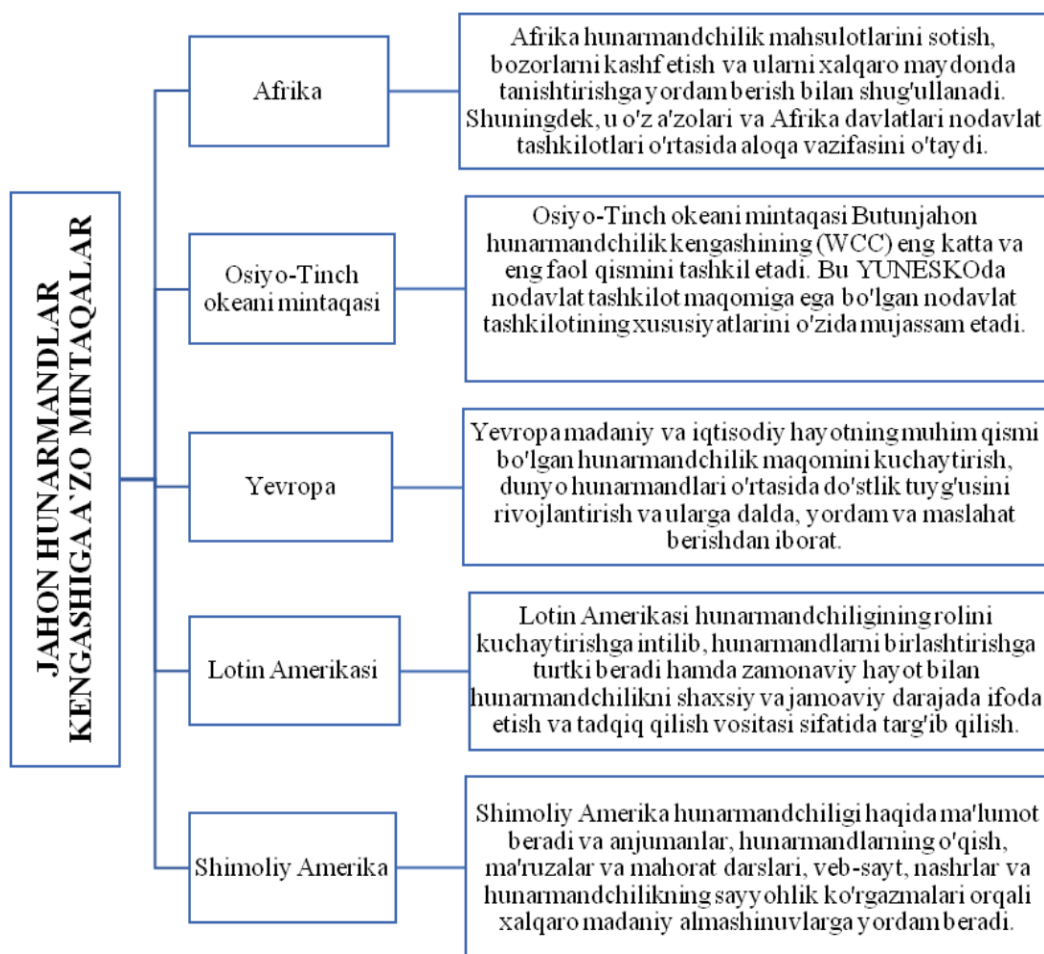 JAHON HUNARMANDLAR
KENGASHIGA A`ZO MINTAQALAR
Afrika
Afrika hunarmandchilik mahsulotlarini sotish,
bozorlarni kashf etish va ularni xalqaro maydonda
tanishtirishga yordam berish bilan shug'ullanadi.
Shuningdek, u o'z a'zolari va Afrika davlatlari nodavlat
tashkilotlari o'rtasida aloqa vazifasini o'taydi.
Osiyo-Tinch
okeani mintaqasi
Osiyo-Tinch okeani mintaqasi Butunjahon
hunarmandchilik kengashining (WCC) eng katta va
eng faol qismini tashkil etadi. Bu YUNESKOda
nodavlat tashkilot maqomiga ega bo'lgan nodavlat
tashkilotining xususiyatlarini o'zida mujassam etadi.
Yevropa
Yevropa madaniy va iqtisodiy hayotning muhim qismi
bo'lgan hunarmandchilik maqomini kuchaytirish,
dunyo hunarmandlari o'rtasida do'stlik tuyg'usini
rivojlantirish va ularga dalda, yordam va maslahat
berishdan iborat.
Lotin Amerikasi
Lotin Amerikasi hunarmandchiligining rolini
kuchaytirishga intilib, hunarmandlarni birlashtirishga
turtki beradi hamda zamonaviy hayot bilan
hunarmandchilikni shaxsiy va jamoaviy darajada ifoda
etish va tadqiq qilish vositasi sifatida targ'ib qilish.
Shimoliy Amerika
Shimoliy Amerika hunarmandchiligi haqida ma'lumot
beradi va anjumanlar, hunarmandlarning o'qish,
ma'ruzalar va mahorat darslari, veb-sayt, nashrlar va
hunarmandchilikning sayyohlik ko'rgazmalari orqali
xalqaro madaniy almashinuvlarga yordam beradi.